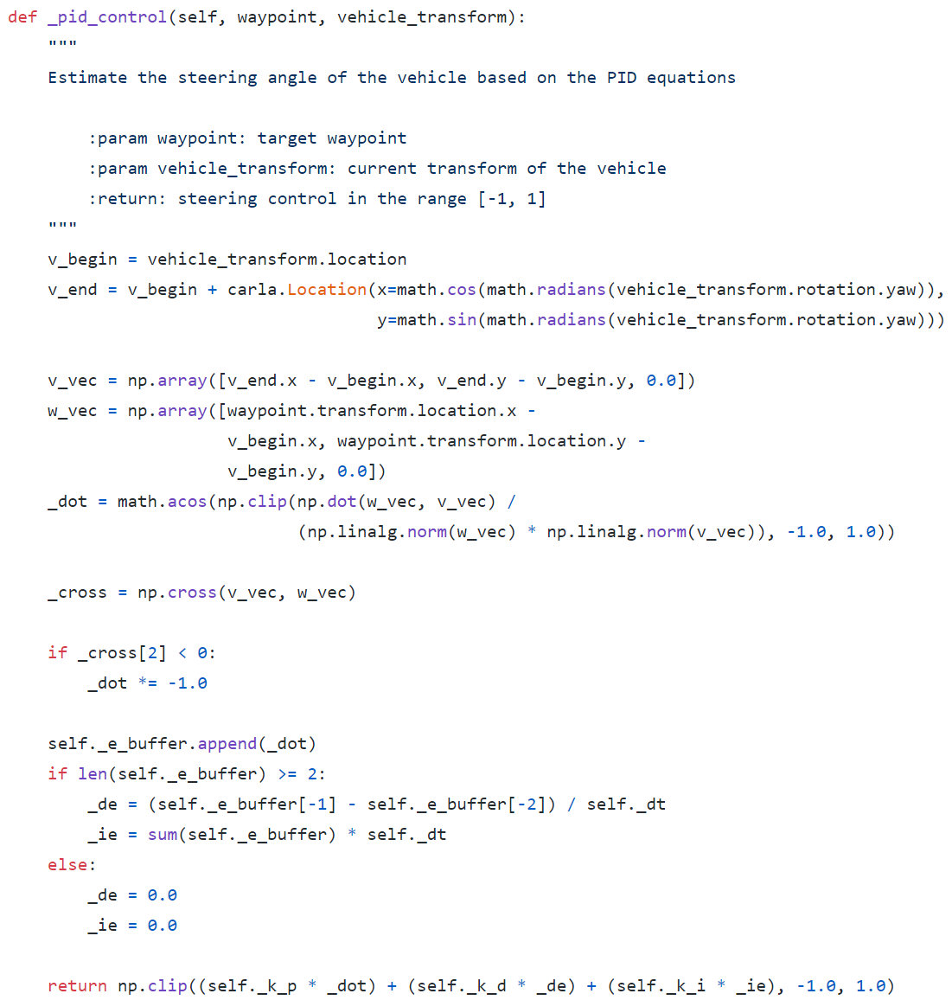 def _pid_control(self, waypoint, vehicle_transform):
    """
    Estimate the steering angle of the vehicle based on the PID equations

        :param waypoint: target waypoint
        :param vehicle_transform: current transform of the vehicle
        :return: steering control in the range [-1, 1]
    """
    v_begin = vehicle_transform.location
    v_end = v_begin + carla.Location(x=math.cos(math.radians(vehicle_transform.rotation.yaw)),
                                     y=math.sin(math.radians(vehicle_transform.rotation.yaw)))

    v_vec = np.array([v_end.x - v_begin.x, v_end.y - v_begin.y, 0.0])
    w_vec = np.array([waypoint.transform.location.x -
                      v_begin.x, waypoint.transform.location.y -
                      v_begin.y, 0.0])
    _dot = math.acos(np.clip(np.dot(w_vec, v_vec) /
                             (np.linalg.norm(w_vec) * np.linalg.norm(v_vec)), -1.0, 1.0))

    _cross = np.cross(v_vec, w_vec)

    if _cross[2] < 0:
        _dot *= -1.0

    self._e_buffer.append(_dot)
    if len(self._e_buffer) >= 2:
        _de = (self._e_buffer[-1] - self._e_buffer[-2]) / self._dt
        _ie = sum(self._e_buffer) * self._dt
    else:
        _de = 0.0
        _ie = 0.0

    return np.clip((self._k_p * _dot) + (self._k_d * _de) + (self._k_i * _ie), -1.0, 1.0)